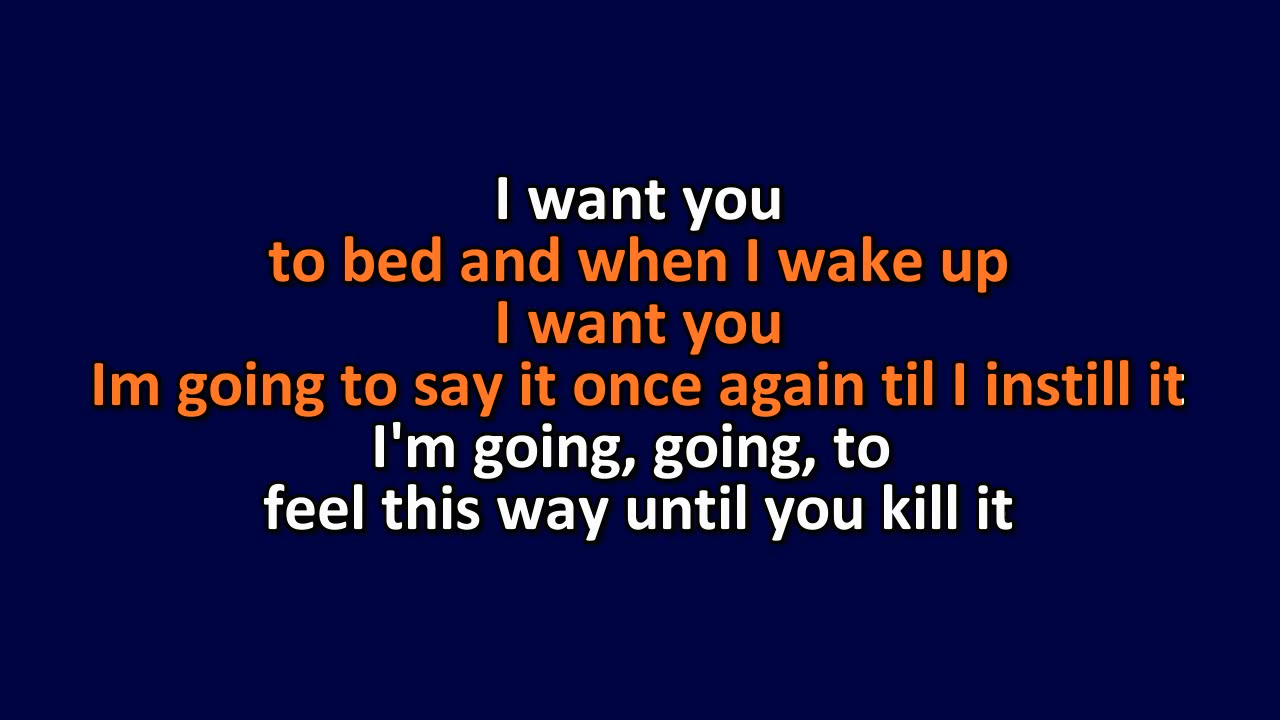 I want you
to bed and when I wake up
I want you
Im going to say it once again til I instill it
I'm going, going, to
feel this way until you kill it